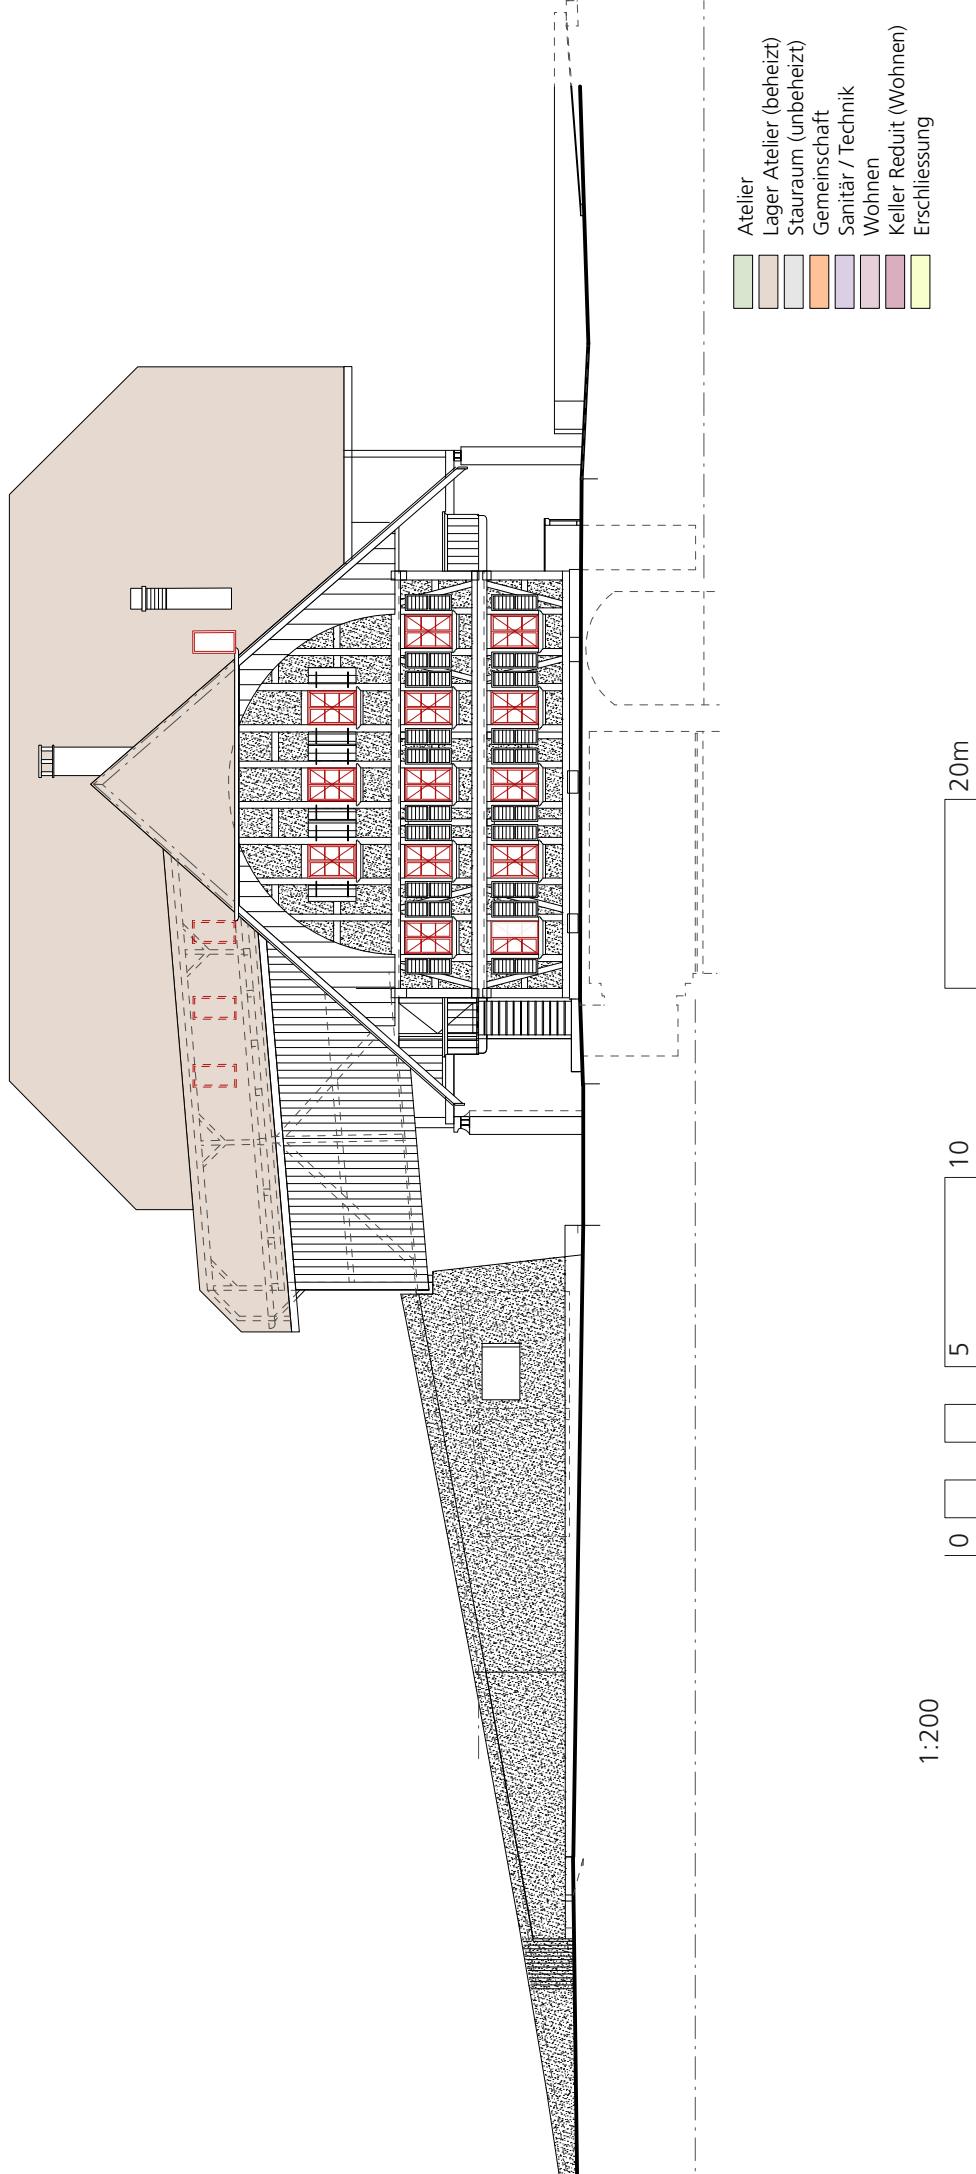 Atelier
Lager Atelier (beheizt)
Stauraum (unbeheizt)
Gemeinschaft
Sanitär / Technik
Wohnen
Keller Reduit (Wohnen)
Erschliessung
1:200
0 5 10 20m